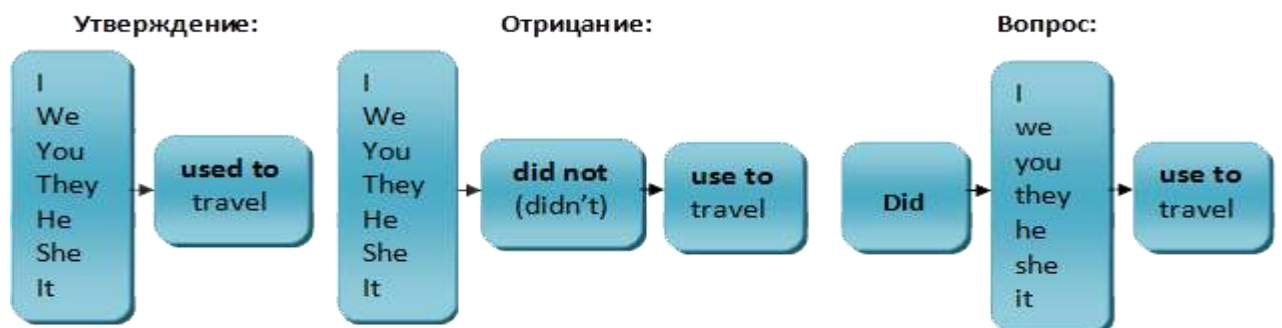 Утверждение:
I
We
You
They
He
She
It
used to
travel
Отрицание:
I
We
You
They
He
She
It
did not
(didn't)
use to
travel
Вопрос:
Did
I
we
you
they
he
she
it
use to
travel